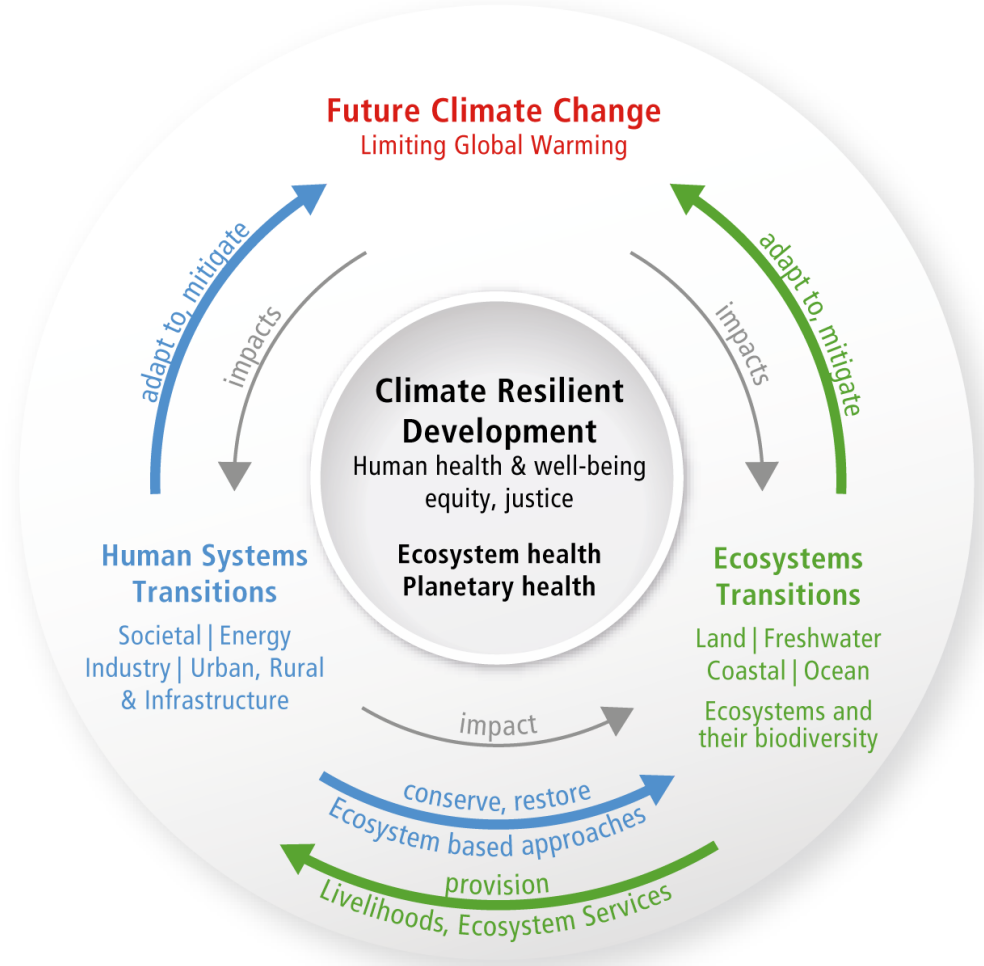 Future Climate Change
Limiting Global Warming
adapt to, mitigate
impacts
impacts
adapt to, mitigate
Climate Resilient
Development
Human health & well-being
equity, justice
Ecosystem health
Planetary health
Human Systems
Transitions
Societal | Energy
Industry | Urban, Rural
& Infrastructure
Ecosystems
Transitions
Land | Freshwater
Coastal | Ocean
Ecosystems and
their biodiversity
impact
conserve, restore
Ecosystem based approaches
provision
Livelihoods, Ecosystem Services